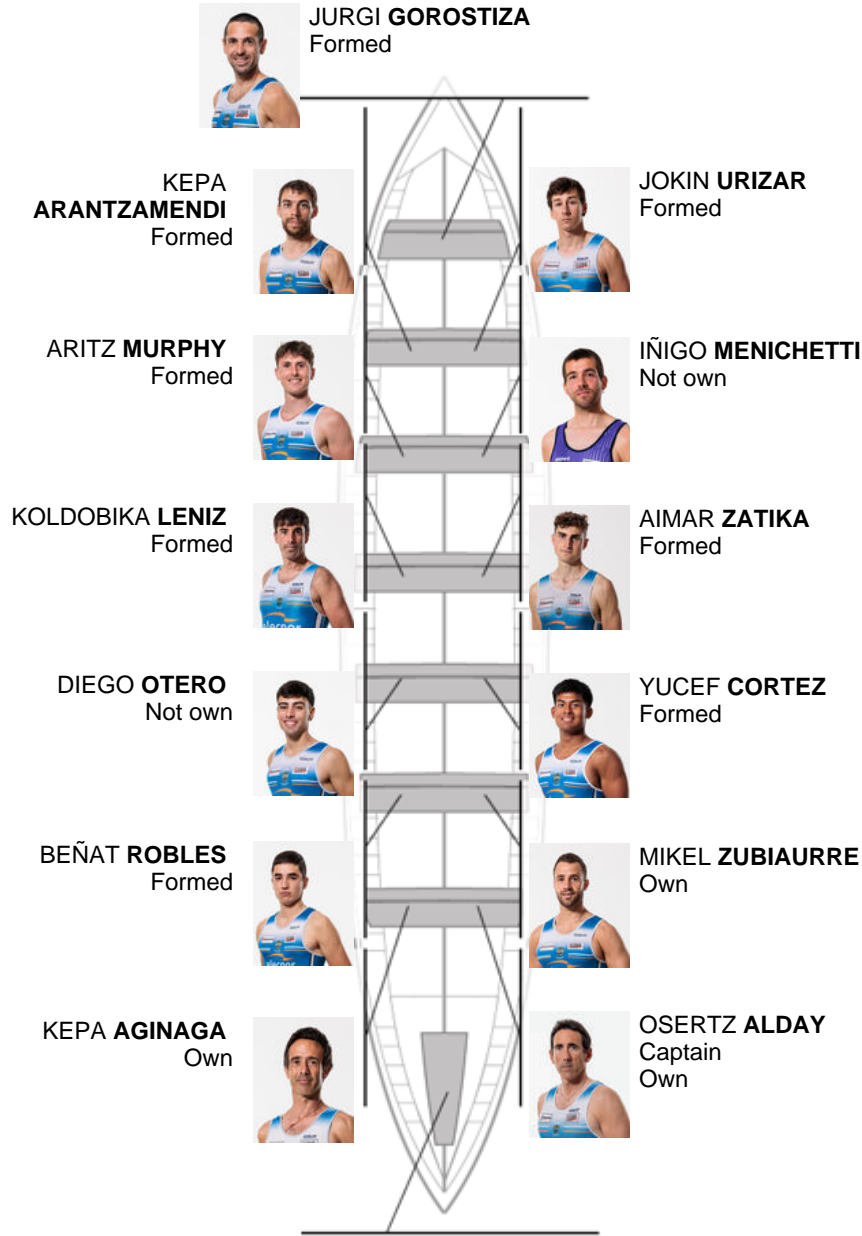 JURGI GOROSTIZA
Formed
KEPA
ARANTZAMENDI
Formed
JOKIN URIZAR
Formed
ARITZ MURPHY
Formed
IÑIGO MENICHETTI
Not own
KOLDOBIKA LENIZ
Formed
AIMAR ZATIKA
Formed
DIEGO OTERO
Not own
YUCEF CORTEZ
Formed
BEÑAT ROBLES
Formed
MIKEL ZUBIAURRE
Own
KEPA AGINAGA
Own
OSERTZ ALDAY
Captain
Own